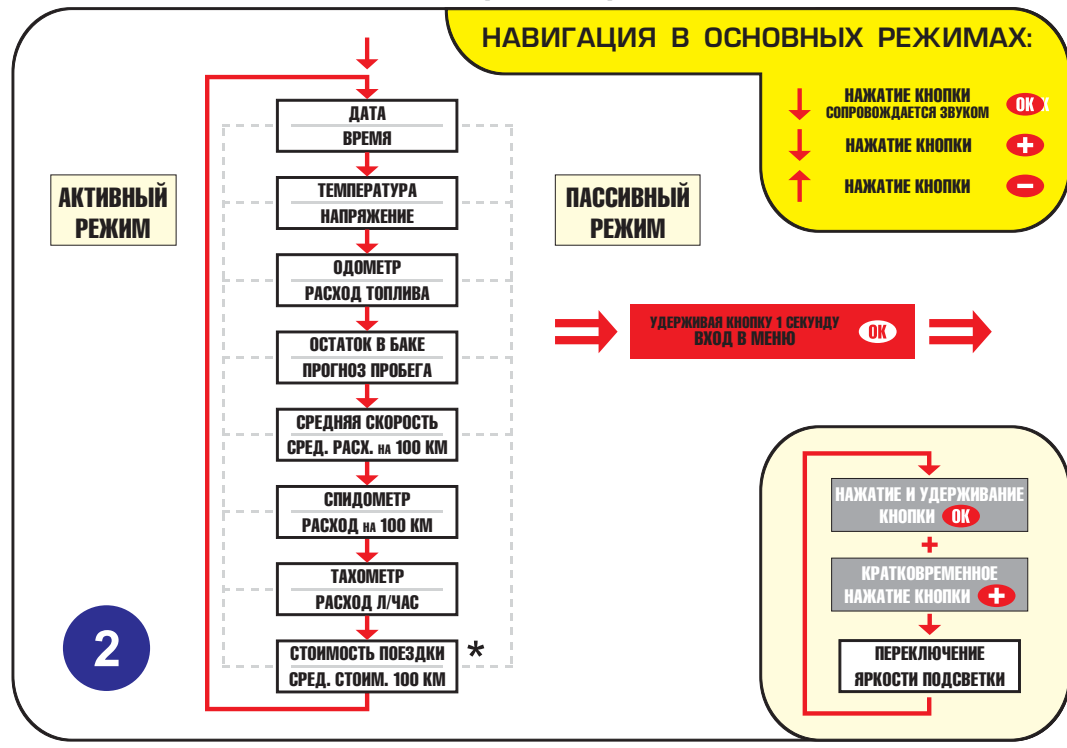 НАВИГАЦИЯ В ОСНОВНЫХ РЕЖИМАХ:
НАЖАТИЕ КНОПКИ
СОПРОВОЖДАЕТСЯ ЗВУКОМ
OK X
НАЖАТИЕ КНОПКИ +
НАЖАТИЕ КНОПКИ −
АКТИВНЫЙ
РЕЖИМ
ДАТА
ВРЕМЯ
ТЕМПЕРАТУРА
НАПРЯЖЕНИЕ
ОДОМЕТР
РАСХОД ТОПЛИВА
ОСТАТОК В БАКЕ
ПРОГНОЗ ПРОБЕГА
СРЕДНЯЯ СКОРОСТЬ
СРЕД. РАСХ. НА 100 КМ
СПИДОМЕТР
РАСХОД НА 100 КМ
ТАХОМЕТР
РАСХОД Л/ЧАС
СТОИМОСТЬ ПОЕЗДКИ *
СРЕД. СТОИМ. 100 КМ
ПАССИВНЫЙ
РЕЖИМ
УДЕРЖИВАЯ КНОПКУ 1 СЕКУНДУ
ВХОД В МЕНЮ
OK
НАЖАТИЕ И УДЕРЖИВАНИЕ
КНОПКИ OK
+
КРАТКОВРЕМЕННОЕ
НАЖАТИЕ КНОПКИ +
ПЕРЕКЛЮЧЕНИЕ
ЯРКОСТИ ПОДСВЕТКИ
2